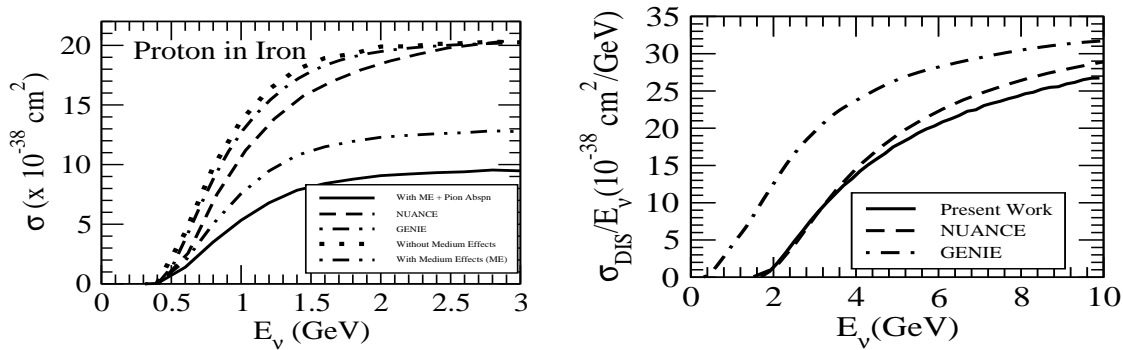 Proton in Iron
σ (x 10^-38 cm^2)
20
15
10
5
0
With ME + Pion Abspn
NUANCE
GENIE
Without Medium Effects
With Medium Effects (ME)
0
0.5
1
1.5
2
2.5
3
E_ν (GeV)
σ_DIS/E_ν(10^-38 cm^2/GeV)
35
30
25
20
15
10
5
0
Present Work
NUANCE
GENIE
0
2
4
6
8
10
E_ν(GeV)